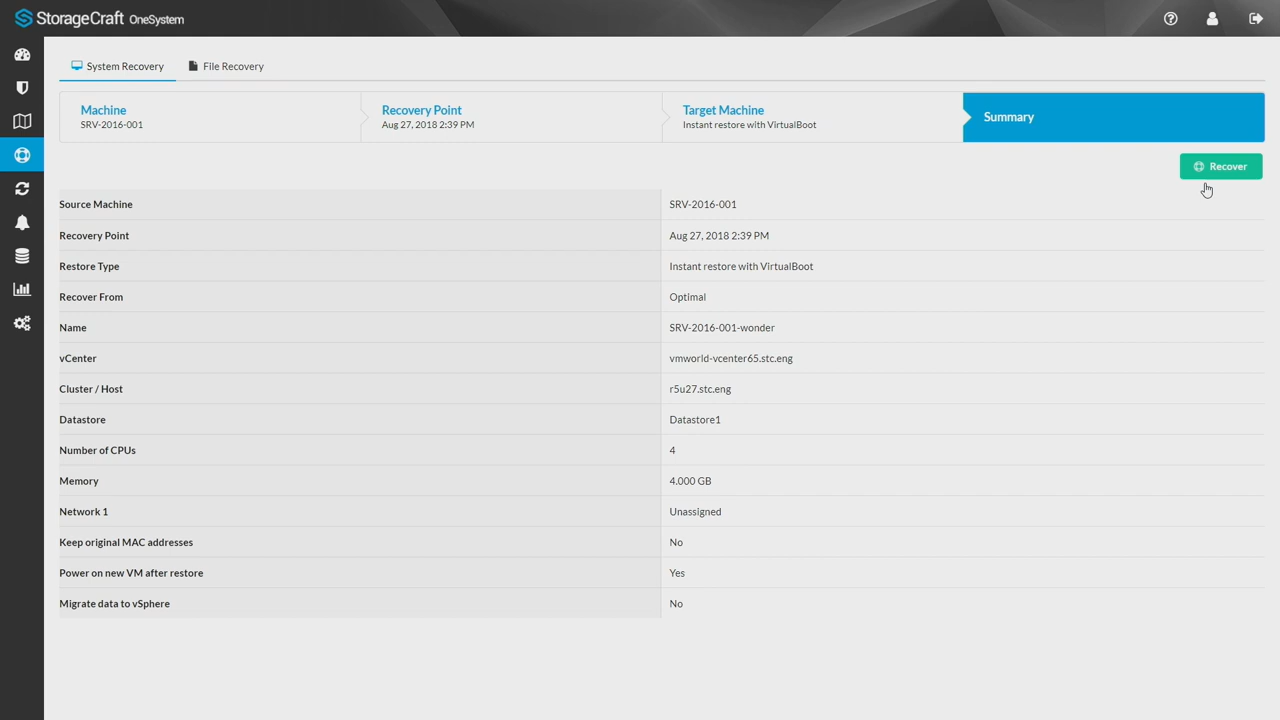 StorageCraft OneSystem
System Recovery File Recovery
Machine
SRV-2016-001
Recovery Point
Aug 27, 2018 2:39 PM
Target Machine
Instant restore with VirtualBoot
Summary
Recover
Source Machine SRV-2016-001
Recovery Point Aug 27, 2018 2:39 PM
Restore Type Instant restore with VirtualBoot
Recover From Optimal
Name SRV-2016-001-wonder
vCenter vmworld-vcenter65.stc.eng
Cluster / Host r5u27.stc.eng
Datastore Datastore1
Number of CPUs 4
Memory 4.000 GB
Network 1 Unassigned
Keep original MAC addresses No
Power on new VM after restore Yes
Migrate data to vSphere No